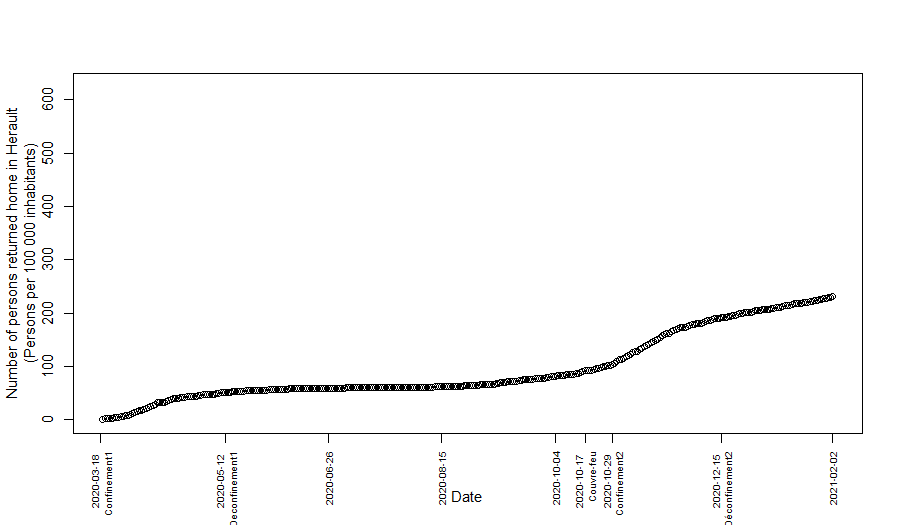 Number of persons returned home in Herault
(Persons per 100 000 inhabitants)
600
500
400
300
200
100
0
2020-03-18
Confinement1
2020-05-12
Deconfinement1
2020-06-26
2020-08-15
2020-10-04
2020-10-17
Couvre-feu
2020-10-29
Confinement2
2020-12-15
Déconfinement2
2021-02-02
Date